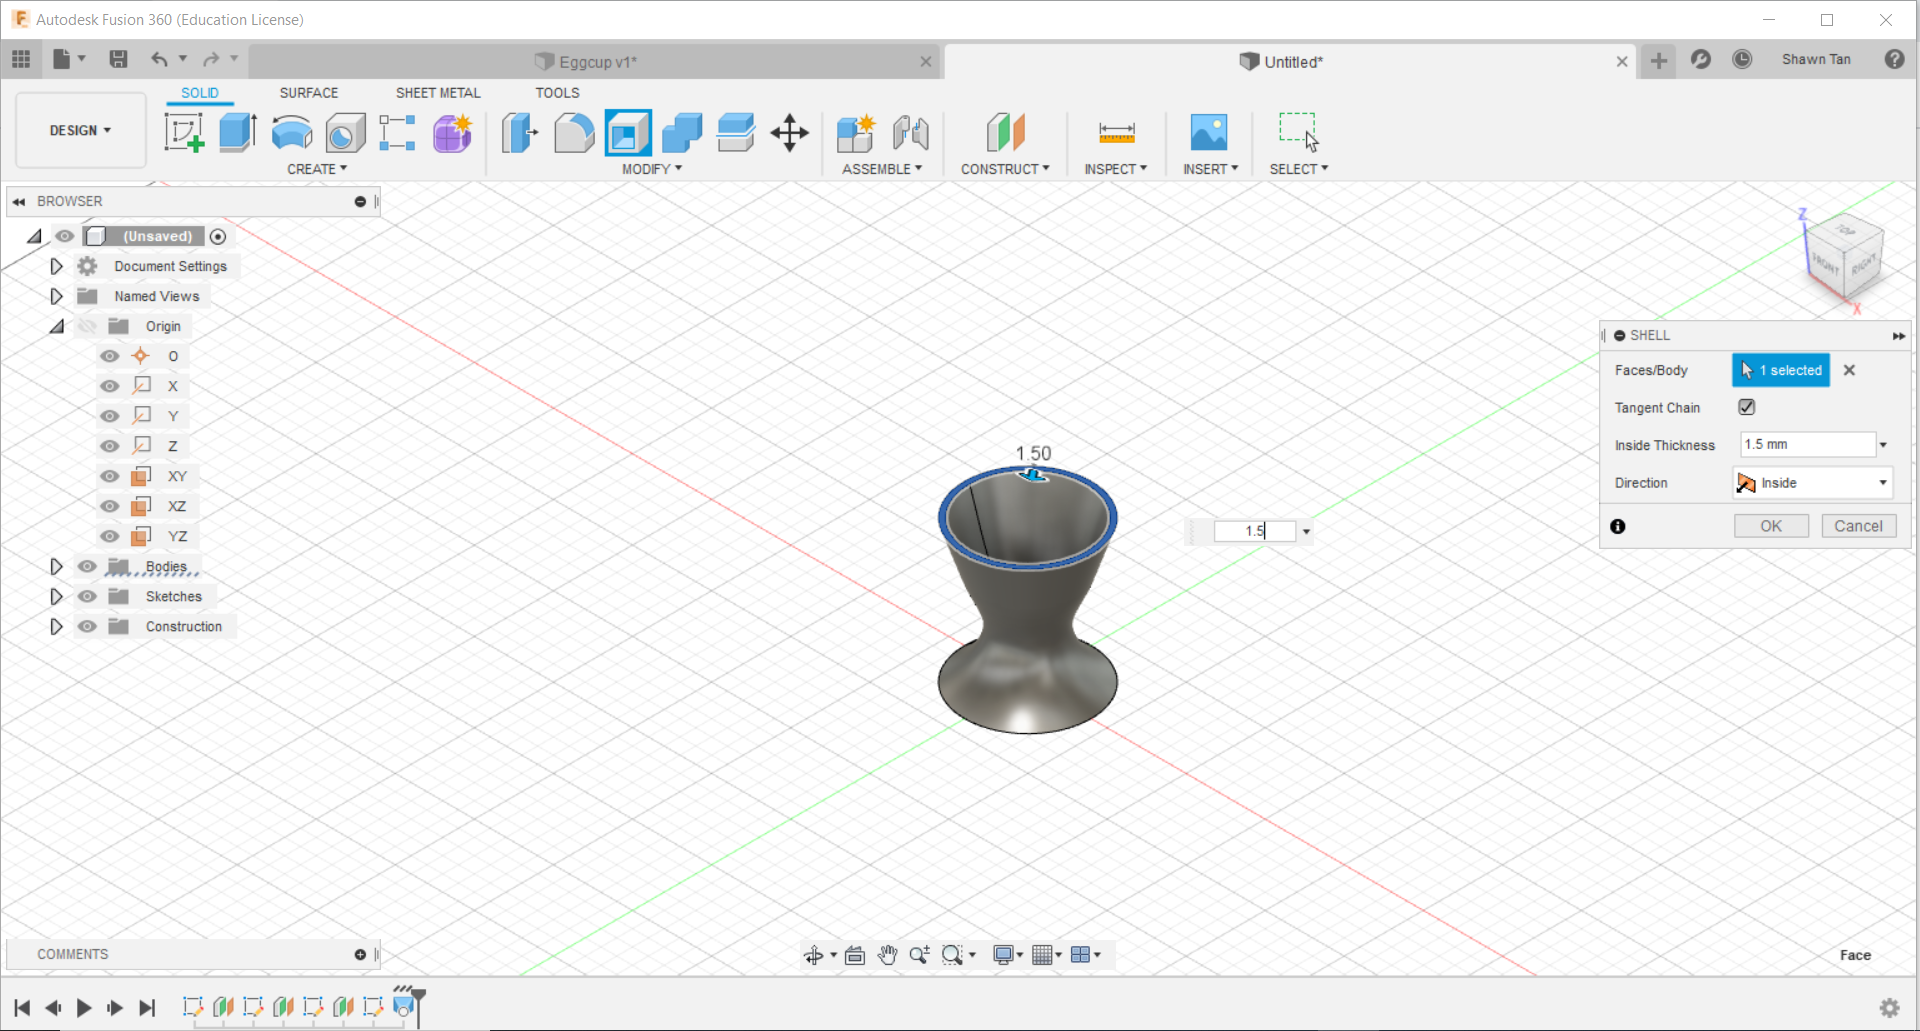 Autodesk Fusion 360 (Education License)
Eggcup v1*
Untitled*
Shawn Tan
DESIGN
SOLID
SURFACE
SHEET METAL
TOOLS
CREATE
MODIFY
ASSEMBLE
CONSTRUCT
INSPECT
INSERT
SELECT
BROWSER
(Unsaved)
Document Settings
Named Views
Origin
O
X
Y
Z
XY
XZ
YZ
Bodies
Sketches
Construction
Z
TOP
FRONT
RIGHT
X
SHELL
Faces/Body
1 selected
Tangent Chain
Inside Thickness
1.5 mm
Direction
Inside
OK
Cancel
1.50
1.5
COMMENTS
Face